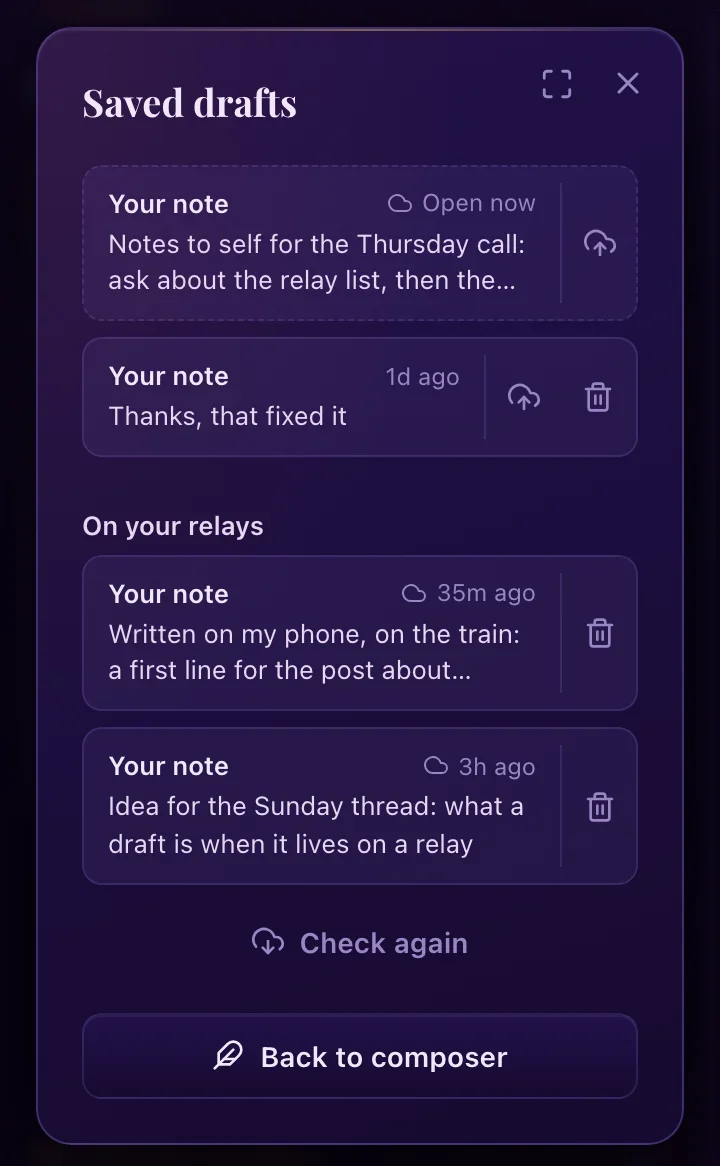 Saved drafts
Your note
Open now
Notes to self for the Thursday call:
ask about the relay list, then the...
Your note
1d ago
Thanks, that fixed it
On your relays
Your note
35m ago
Written on my phone, on the train:
a first line for the post about...
Your note
3h ago
Idea for the Sunday thread: what a
draft is when it lives on a relay
Check again
Back to composer